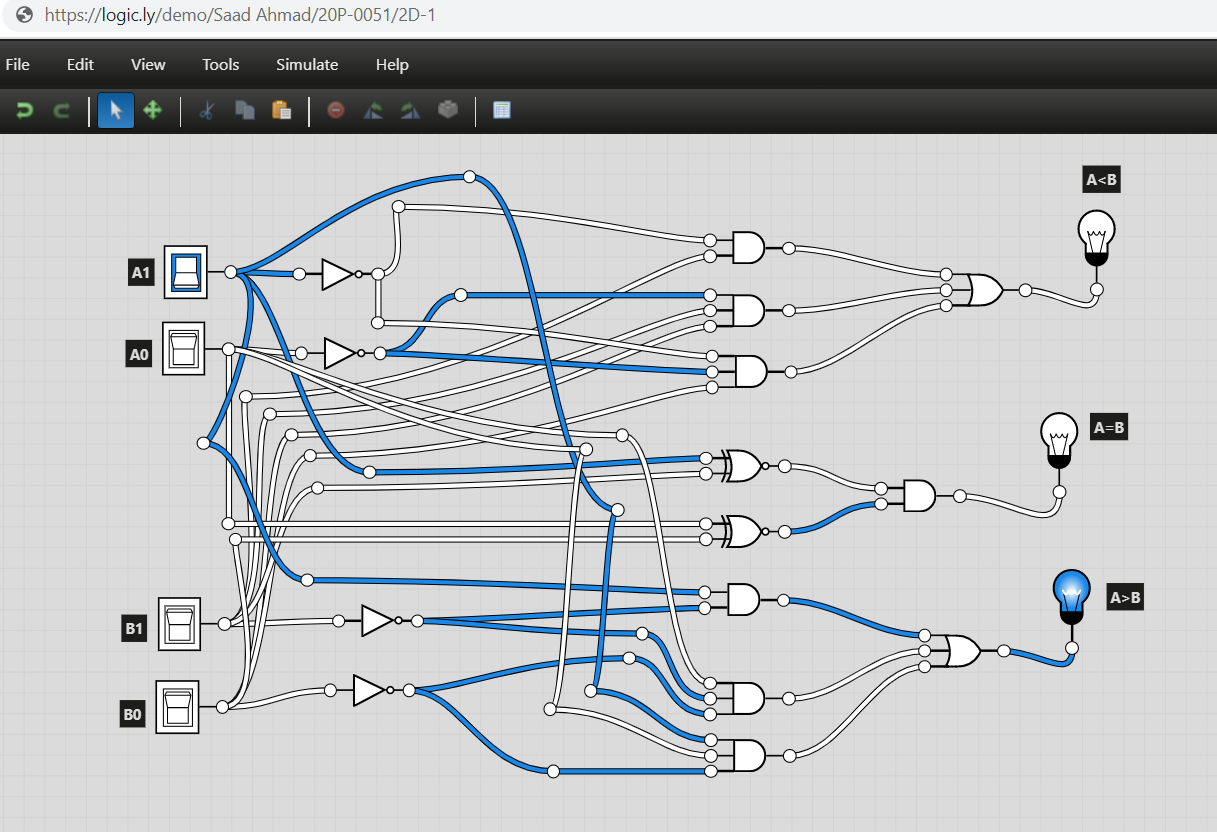 https://logic.ly/demo/Saad Ahmad/20P-0051/2D-1
File Edit View Tools Simulate Help
A<B
A1
A0
A=B
A>B
B1
B0